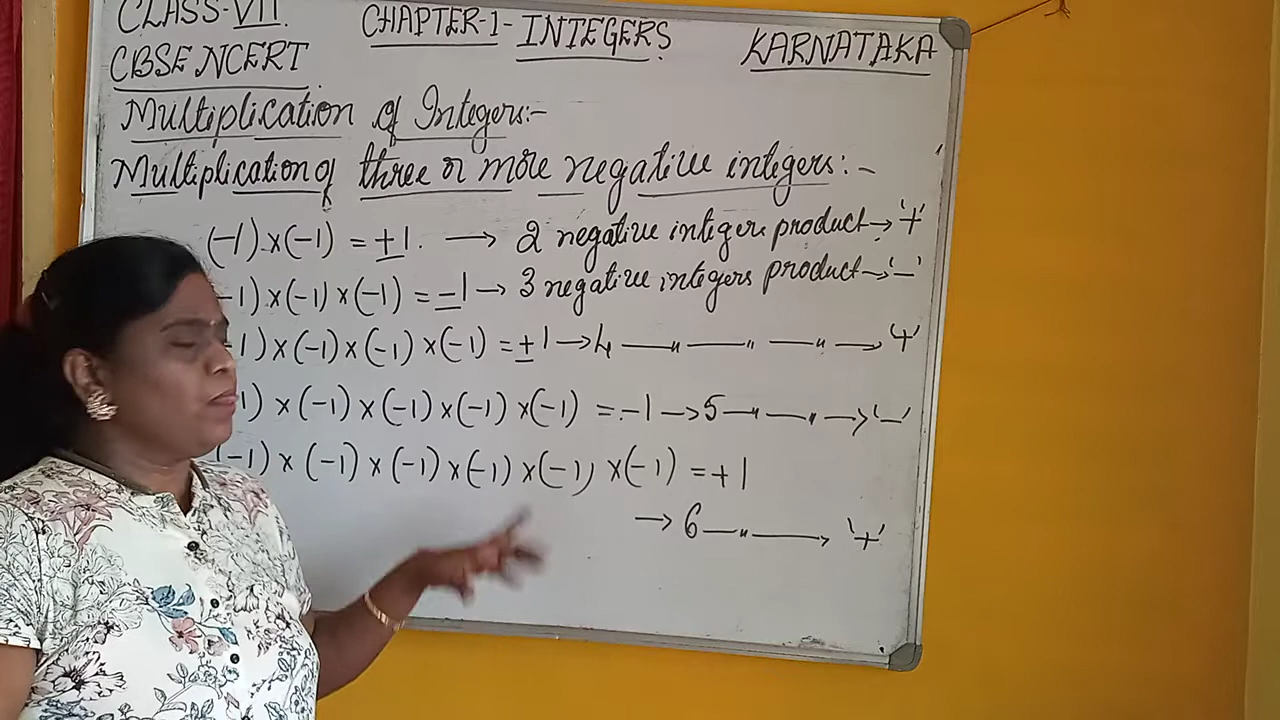 CLASS-VII.
CHAPTER-1-INTEGERS.
KARNATAKA
CBSE NCERT
Multiplication of Integers:-
Multiplication of three or more negative integers:-
(-1)×(-1) = +1. → 2 negative integers product→'+'
-1)×(-1)×(-1) = -1→ 3 negative integers product→'-'
1)×(-1)×(-1)×(-1) = +1→4 —"— —"— —"→ '+'
1)×(-1)×(-1)×(-1)×(-1) = -1→5—"— —"→'-'
(-1)×(-1)×(-1)×(-1)×(-1)×(-1) = +1
→ 6—"—→ '+'